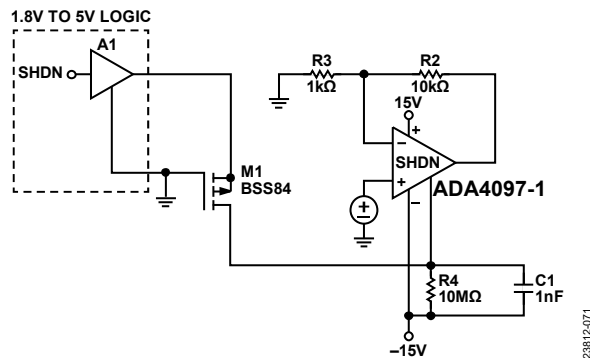 1.8V TO 5V LOGIC
A1
SHDN
R3
1kΩ
R2
10kΩ
15V
+
−
SHDN
+
−
ADA4097-1
M1
BSS84
+
−
R4
10MΩ
C1
1nF
−15V
23812-071